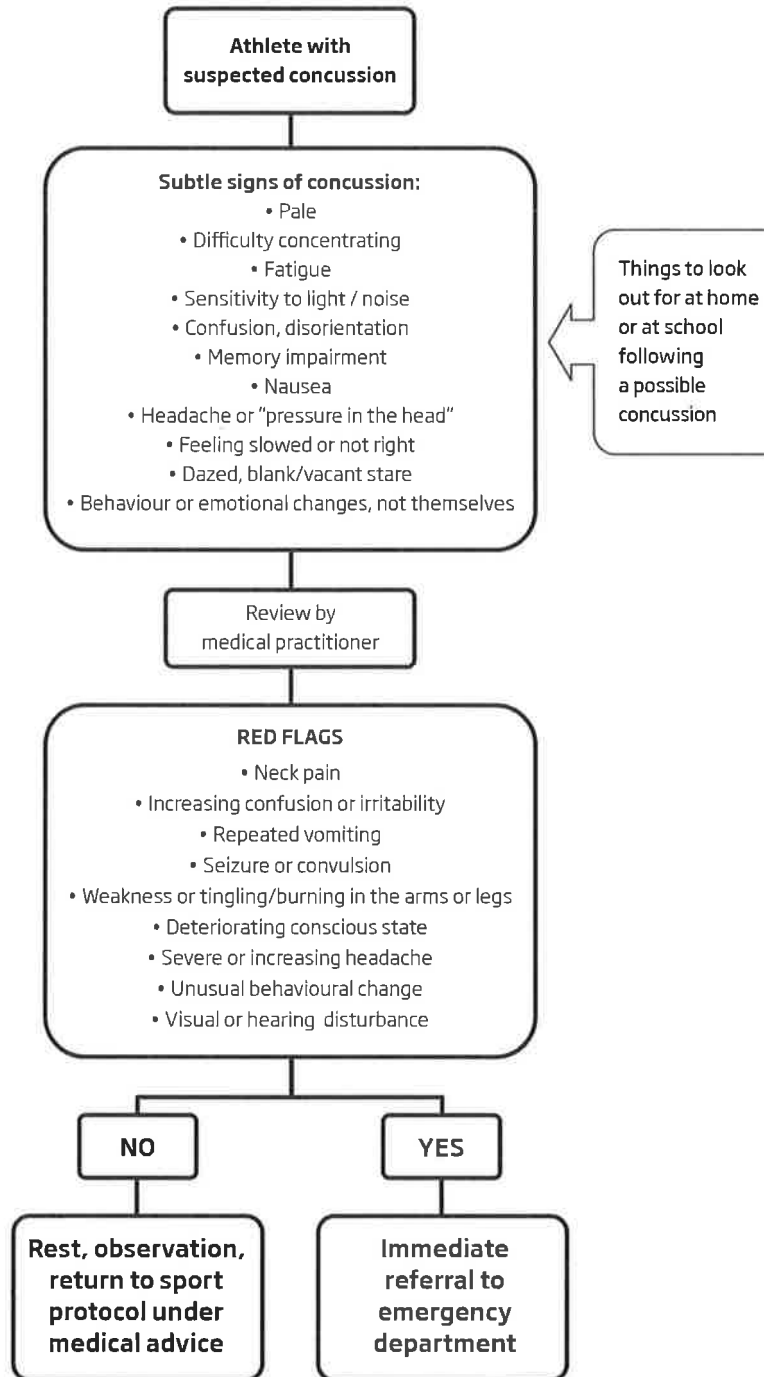 Athlete with
suspected concussion
Subtle signs of concussion:
• Pale
• Difficulty concentrating
• Fatigue
• Sensitivity to light / noise
• Confusion, disorientation
• Memory impairment
• Nausea
• Headache or "pressure in the head"
• Feeling slowed or not right
• Dazed, blank/vacant stare
• Behaviour or emotional changes, not themselves
Things to look
out for at home
or at school
following
a possible
concussion
Review by
medical practitioner
RED FLAGS
• Neck pain
• Increasing confusion or irritability
• Repeated vomiting
• Seizure or convulsion
• Weakness or tingling/burning in the arms or legs
• Deteriorating conscious state
• Severe or increasing headache
• Unusual behavioural change
• Visual or hearing disturbance
NO
YES
Rest, observation,
return to sport
protocol under
medical advice
Immediate
referral to
emergency
department